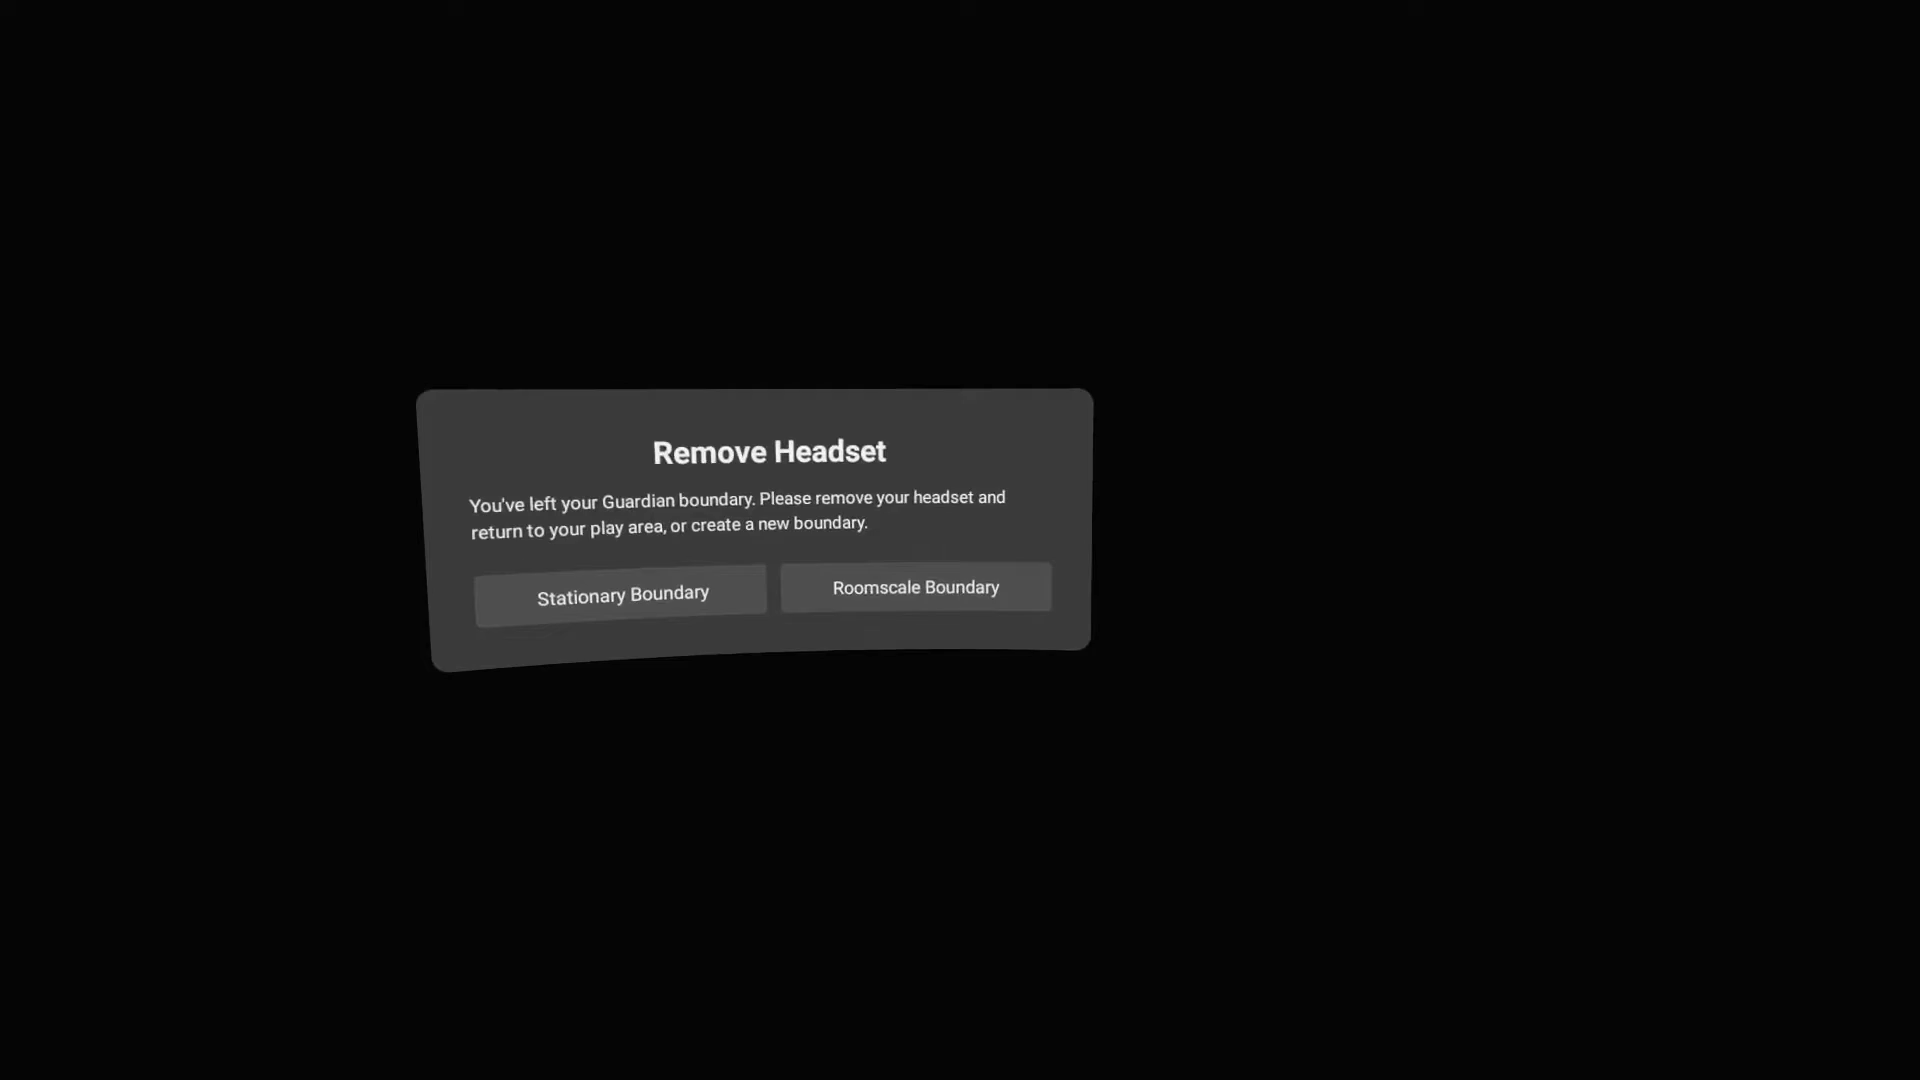 Remove Headset
You've left your Guardian boundary. Please remove your headset and
return to your play area, or create a new boundary.
Stationary Boundary
Roomscale Boundary